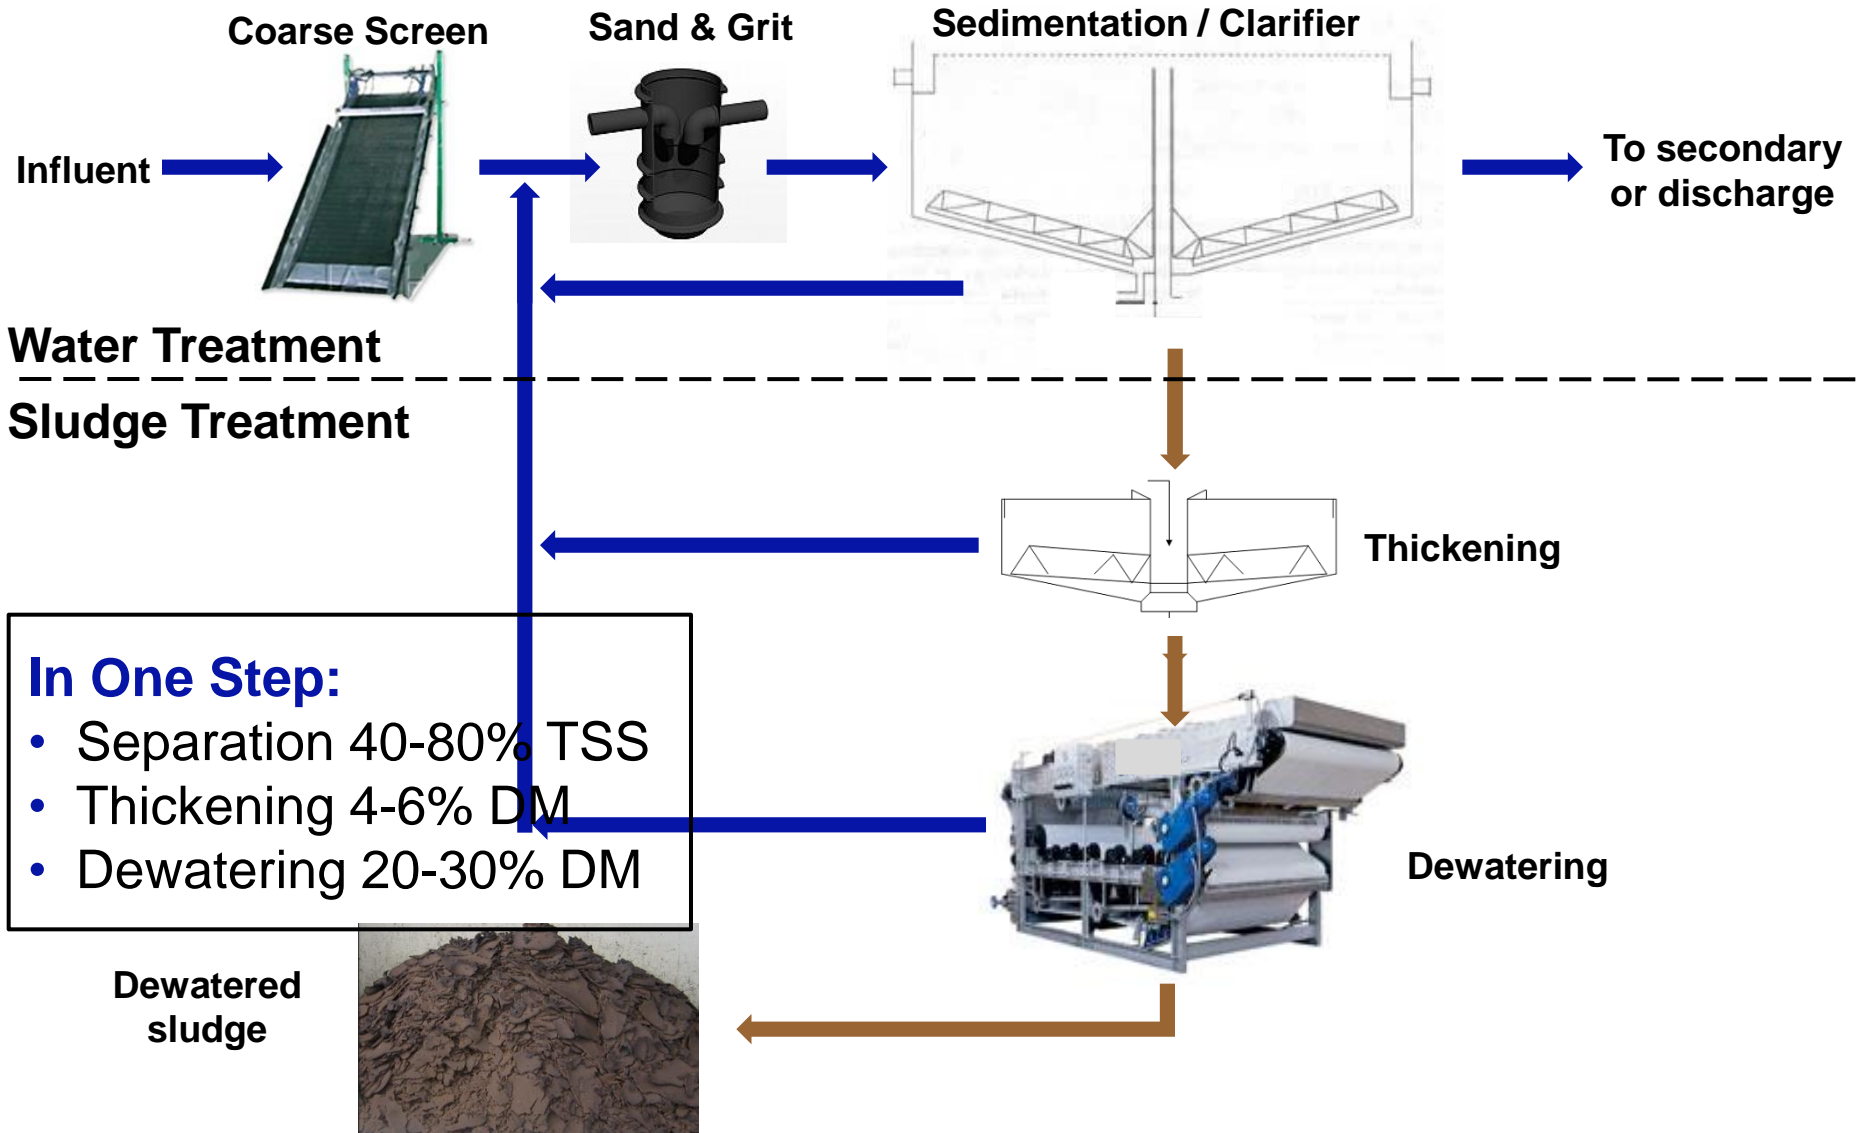 Coarse Screen
Sand & Grit
Sedimentation / Clarifier
Influent
To secondary
or discharge
Water Treatment
Sludge Treatment
Thickening
In One Step:
• Separation 40-80% TSS
• Thickening 4-6% DM
• Dewatering 20-30% DM
Dewatering
Dewatered
sludge